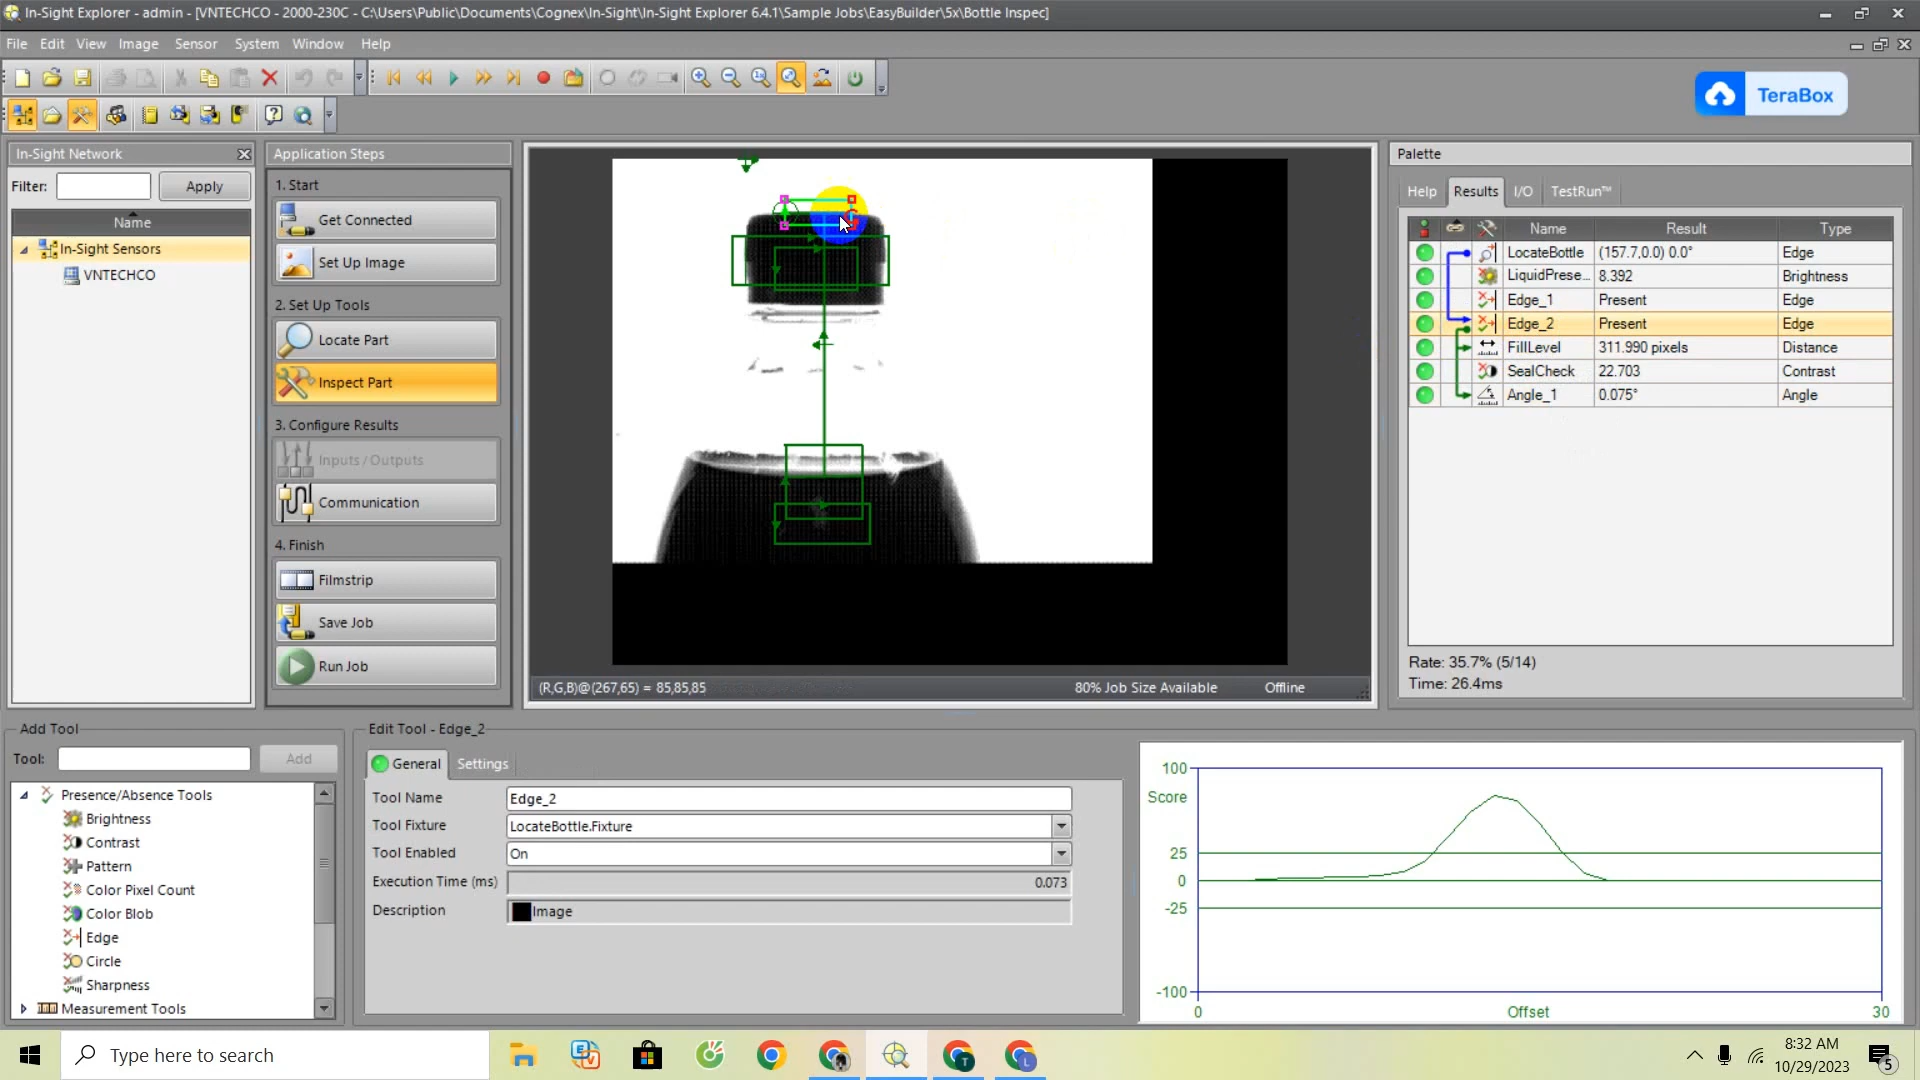 In-Sight Explorer - admin - [VNTECHCO - 2000-230C - C:\Users\Public\Documents\Cognex\In-Sight\In-Sight Explorer 6.4.1\Sample Jobs\EasyBuilder\5x\Bottle Inspec]
File Edit View Image Sensor System Window Help
TeraBox
In-Sight Network
Filter: Apply
Name
In-Sight Sensors
VNTECHCO
Application Steps
1. Start
Get Connected
Set Up Image
2. Set Up Tools
Locate Part
Inspect Part
3. Configure Results
Inputs / Outputs
Communication
4. Finish
Filmstrip
Save Job
Run Job
(R,G,B)@(267,65) = 85,85,85 80% Job Size Available Offline
Palette
Help Results I/O TestRun™
Name Result Type
LocateBottle (157.7,0.0) 0.0° Edge
LiquidPrese... 8.392 Brightness
Edge_1 Present Edge
Edge_2 Present Edge
FillLevel 311.990 pixels Distance
SealCheck 22.703 Contrast
Angle_1 0.075° Angle
Rate: 35.7% (5/14)
Time: 26.4ms
Add Tool
Tool: Add
Presence/Absence Tools
Brightness
Contrast
Pattern
Color Pixel Count
Color Blob
Edge
Circle
Sharpness
Measurement Tools
Edit Tool - Edge_2
General Settings
Tool Name Edge_2
Tool Fixture LocateBottle.Fixture
Tool Enabled On
Execution Time (ms) 0.073
Description Image
100
Score
25
0
-25
-100
0 Offset 30
Type here to search
8:32 AM
10/29/2023
5